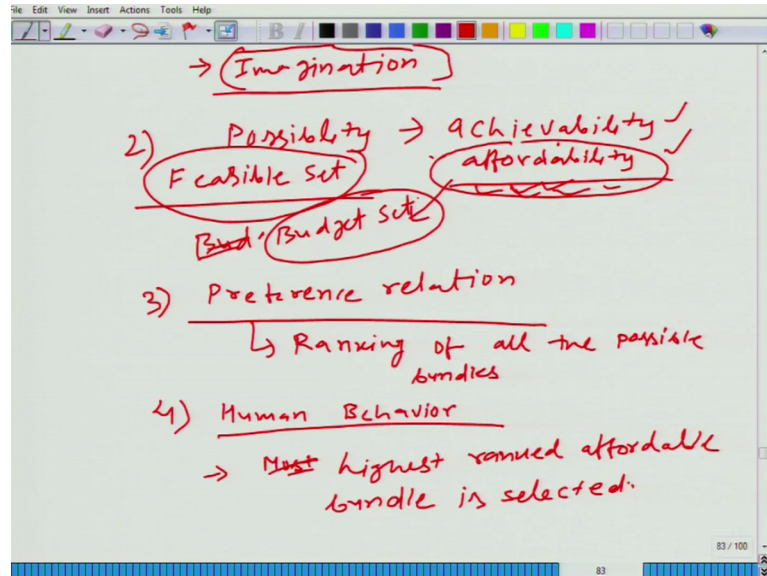 File Edit View Insert Actions Tools Help
→ Imagination
2) Possibility → achievability ✓
Feasible Set affordability ✓
Bud. Budget Set
3) Preference relation
↳ Ranking of all the possible
bundles
4) Human Behavior
→ Most highest ranked affordable
bundle is selected.
83 / 100
83